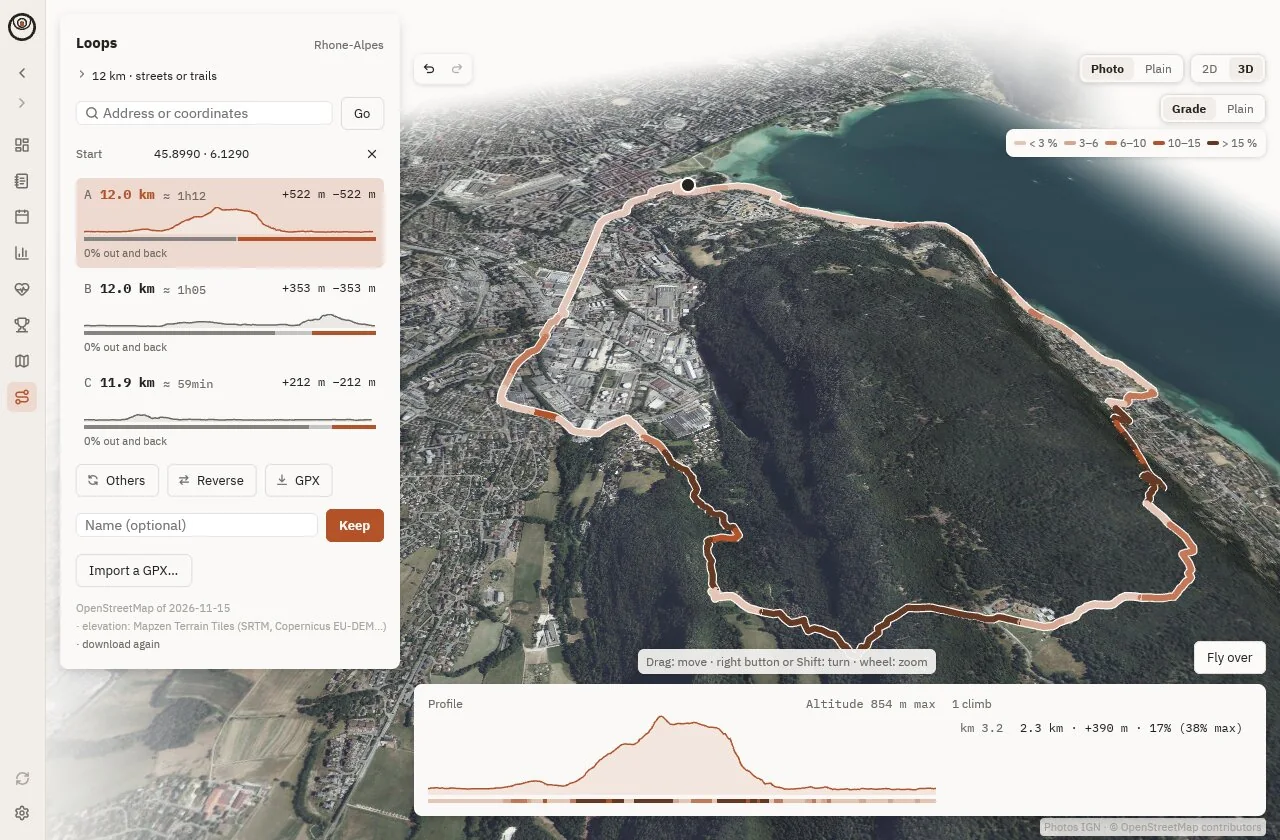 Loops
Rhone-Alpes
12 km · streets or trails
Address or coordinates
Go
Start 45.8990 · 6.1290
A 12.0 km ≈ 1h12 +522 m −522 m
0% out and back
B 12.0 km ≈ 1h05 +353 m −353 m
0% out and back
C 11.9 km ≈ 59min +212 m −212 m
0% out and back
Others
Reverse
GPX
Name (optional)
Keep
Import a GPX...
OpenStreetMap of 2026-11-15
· elevation: Mapzen Terrain Tiles (SRTM, Copernicus EU-DEM...)
· download again
Photo Plain
2D 3D
Grade Plain
< 3 % 3–6 6–10 10–15 > 15 %
Drag: move · right button or Shift: turn · wheel: zoom
Fly over
Profile
Altitude 854 m max
1 climb
km 3.2 2.3 km · +390 m · 17% (38% max)
Photos IGN · © OpenStreetMap contributors